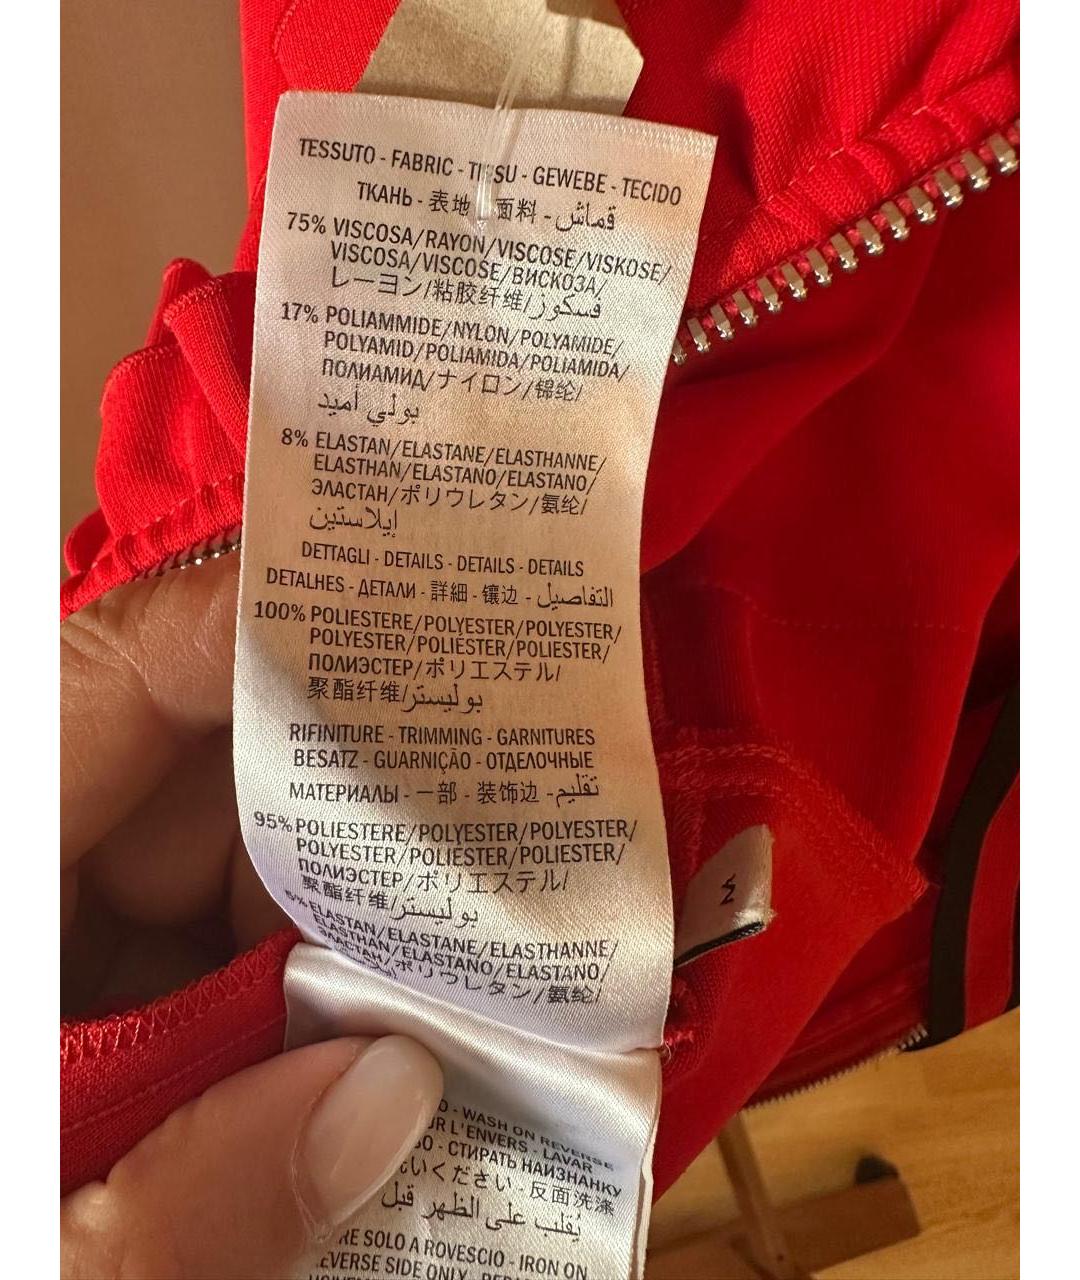 TESSUTO - FABRIC - TISSU - GEWEBE - TECIDO
ТКАНЬ - 表地 - 面料 - قماش
75% VISCOSA/RAYON/VISCOSE/VISKOSE/
VISCOSA/VISCOSE/ВИСКОЗА/
レーヨン/粘胶纤维/فسكوز
17% POLIAMMIDE/NYLON/POLYAMIDE/
POLYAMID/POLIAMIDA/POLIAMIDA/
ПОЛИАМИД/ナイロン/锦纶/
بولي أميد
8% ELASTAN/ELASTANE/ELASTHANNE/
ELASTHAN/ELASTANO/ELASTANO/
ЭЛАСТАН/ポリウレタン/氨纶/
إيلاستين
DETTAGLI - DETAILS - DETAILS - DETAILS
DETALHES - ДЕТАЛИ - 詳細 - 镶边 - التفاصيل
100% POLIESTERE/POLYESTER/POLYESTER/
POLYESTER/POLIÉSTER/POLIESTER/
ПОЛИЭСТЕР/ポリエステル/
聚酯纤维/بوليستر
RIFINITURE - TRIMMING - GARNITURES
BESATZ - GUARNIÇÃO - ОТДЕЛОЧНЫЕ
МАТЕРИАЛЫ - 一部 - 装饰边 - تقليم
95% POLIESTERE/POLYESTER/POLYESTER/
POLYESTER/POLIÉSTER/POLIESTER/
ПОЛИЭСТЕР/ポリエステル/
聚酯纤维/بوليستر
5% ELASTAN/ELASTANE/ELASTHANNE/
ELASTHAN/ELASTANO/ELASTANO/
ЭЛАСТАН/ポリウレタン/氨纶/
M
- WASH ON REVERSE
L'ENVERS - LAVAR
- СТИРАТЬ НАИЗНАНКУ
ください - 反面洗涤
يُقلب على الظهر قبل
SOLO A ROVESCIO - IRON ON
SIDE ONLY